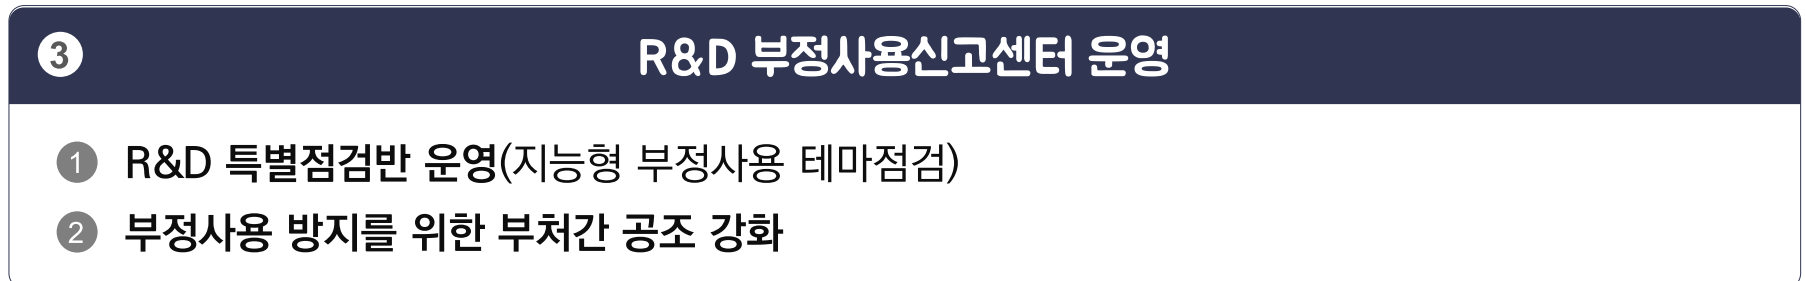 3 R&D 부정사용신고센터 운영
1 R&D 특별점검반 운영(지능형 부정사용 테마점검)
2 부정사용 방지를 위한 부처간 공조 강화